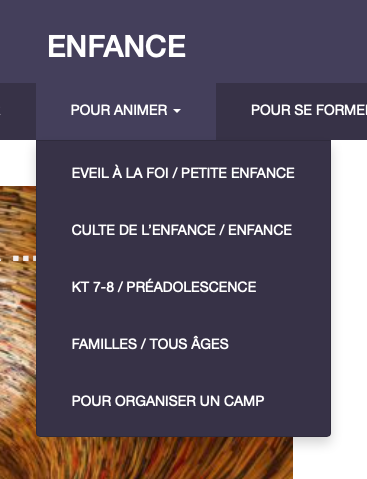 ENFANCE
POUR ANIMER
POUR SE FORMER
EVEIL À LA FOI / PETITE ENFANCE
CULTE DE L’ENFANCE / ENFANCE
KT 7-8 / PRÉADOLESCENCE
FAMILLES / TOUS ÂGES
POUR ORGANISER UN CAMP